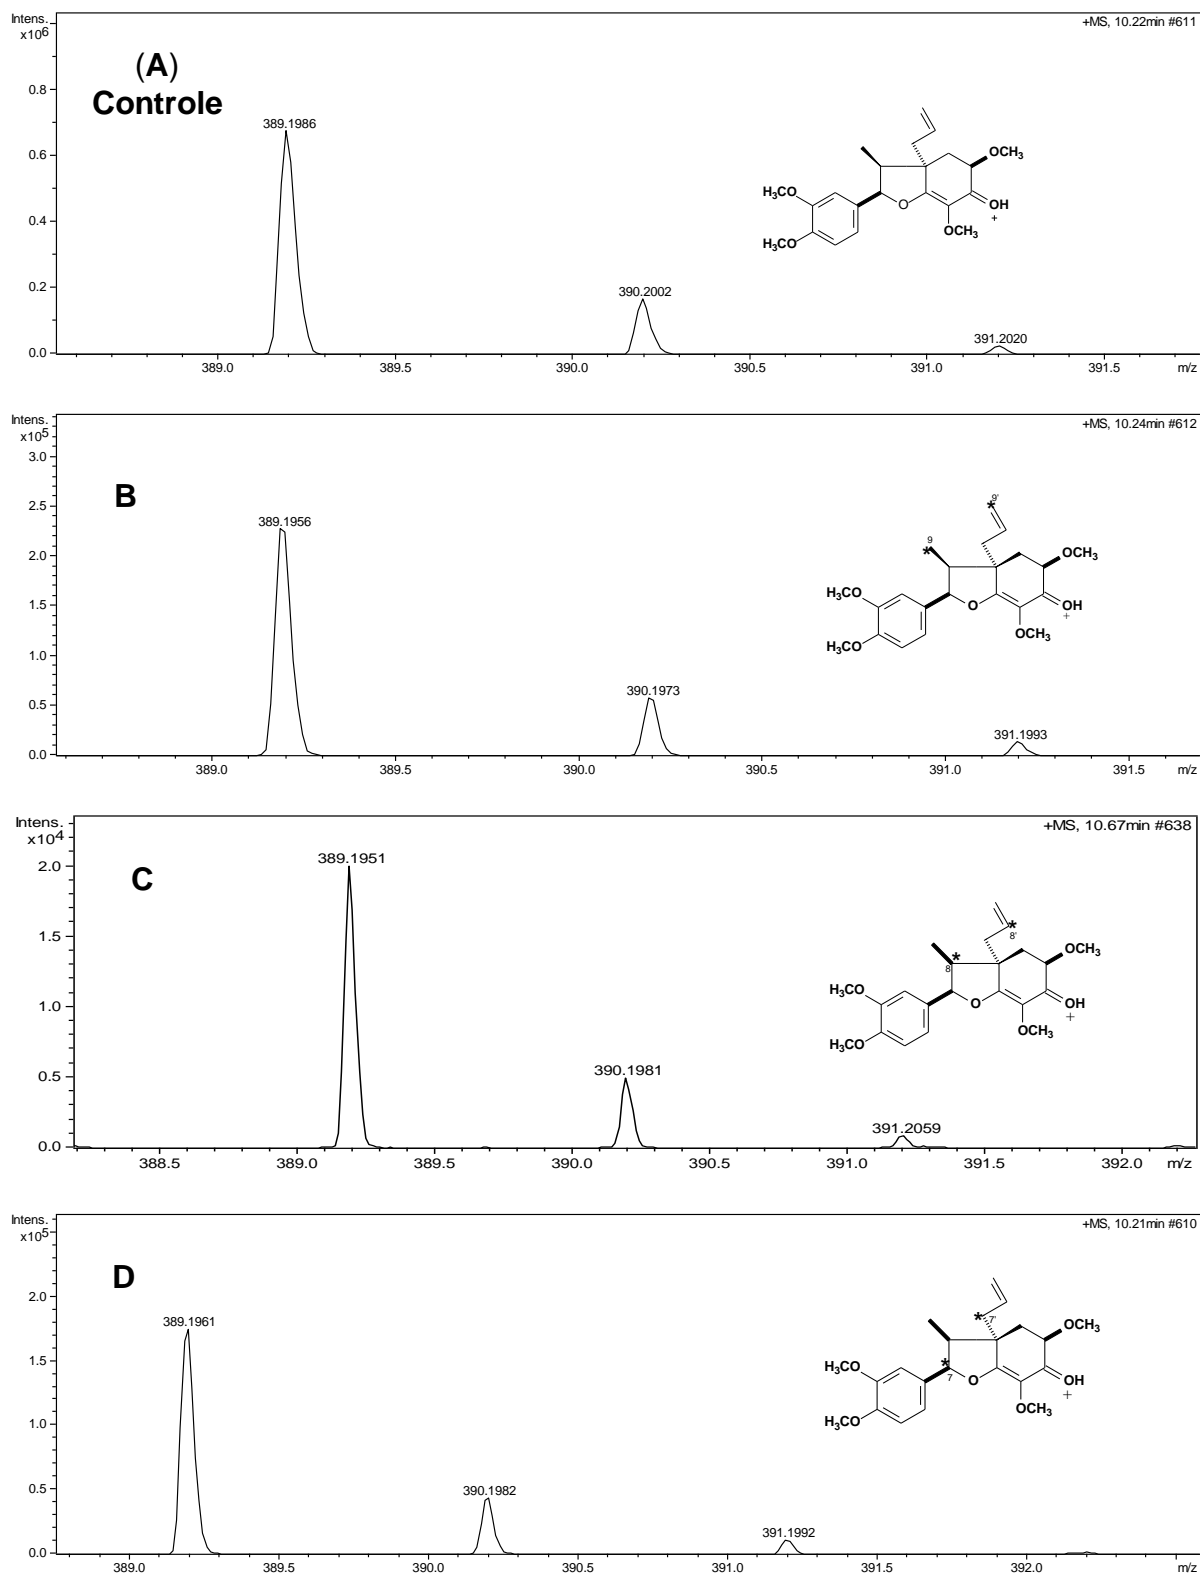 Intens.
x10⁶
+MS, 10.22min #611
(A)
Controle
389.1986
390.2002
391.2020
0.8
0.6
0.4
0.2
0.0
389.0 389.5 390.0 390.5 391.0 391.5 m/z
OCH₃
H₃CO
O
OH
+
H₃CO
OCH₃
Intens.
x10⁵
+MS, 10.24min #612
B
389.1956
390.1973
391.1993
3.0
2.5
2.0
1.5
1.0
0.5
0.0
389.0 389.5 390.0 390.5 391.0 391.5 m/z
* 9'
9
*
OCH₃
H₃CO
O
OH
+
H₃CO
OCH₃
Intens.
x10⁴
+MS, 10.67min #638
C
389.1951
390.1981
391.2059
2.0
1.5
1.0
0.5
0.0
388.5 389.0 389.5 390.0 390.5 391.0 391.5 392.0 m/z
*
8'
*
8
OCH₃
H₃CO
O
OH
+
H₃CO
OCH₃
Intens.
x10⁵
+MS, 10.21min #610
D
389.1961
390.1982
391.1992
2.0
1.5
1.0
0.5
0.0
389.0 389.5 390.0 390.5 391.0 391.5 392.0 m/z
* 7'
OCH₃
*
7
H₃CO
O
OH
+
H₃CO
OCH₃